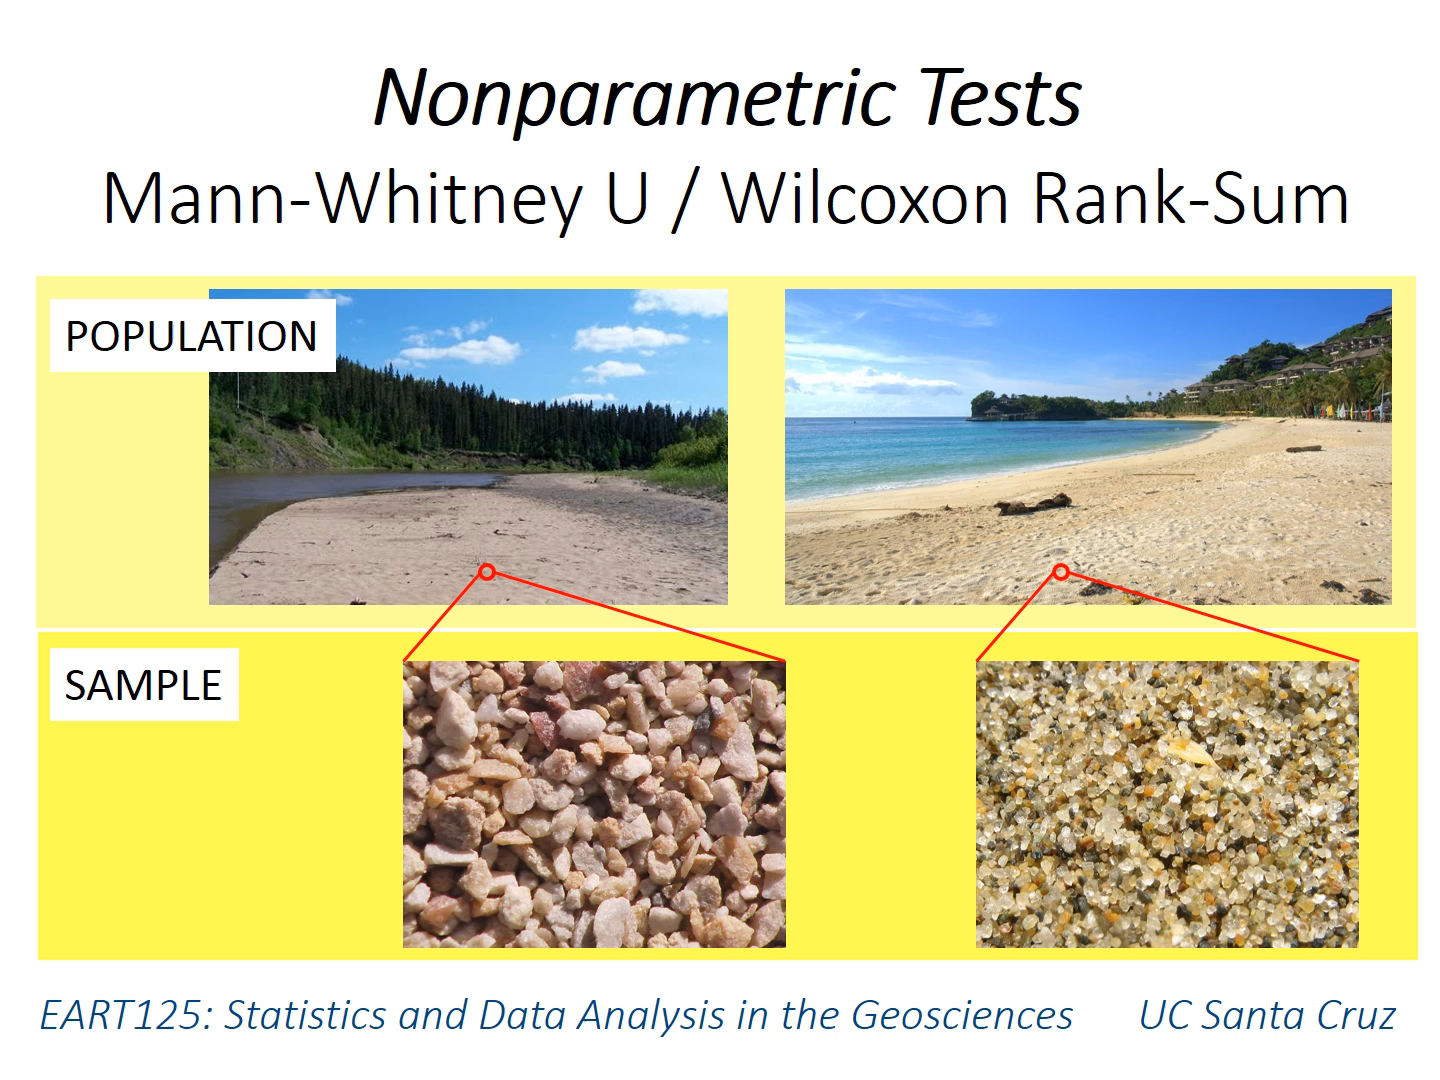 Nonparametric Tests
Mann-Whitney U / Wilcoxon Rank-Sum
POPULATION
SAMPLE
EART125: Statistics and Data Analysis in the Geosciences UC Santa Cruz